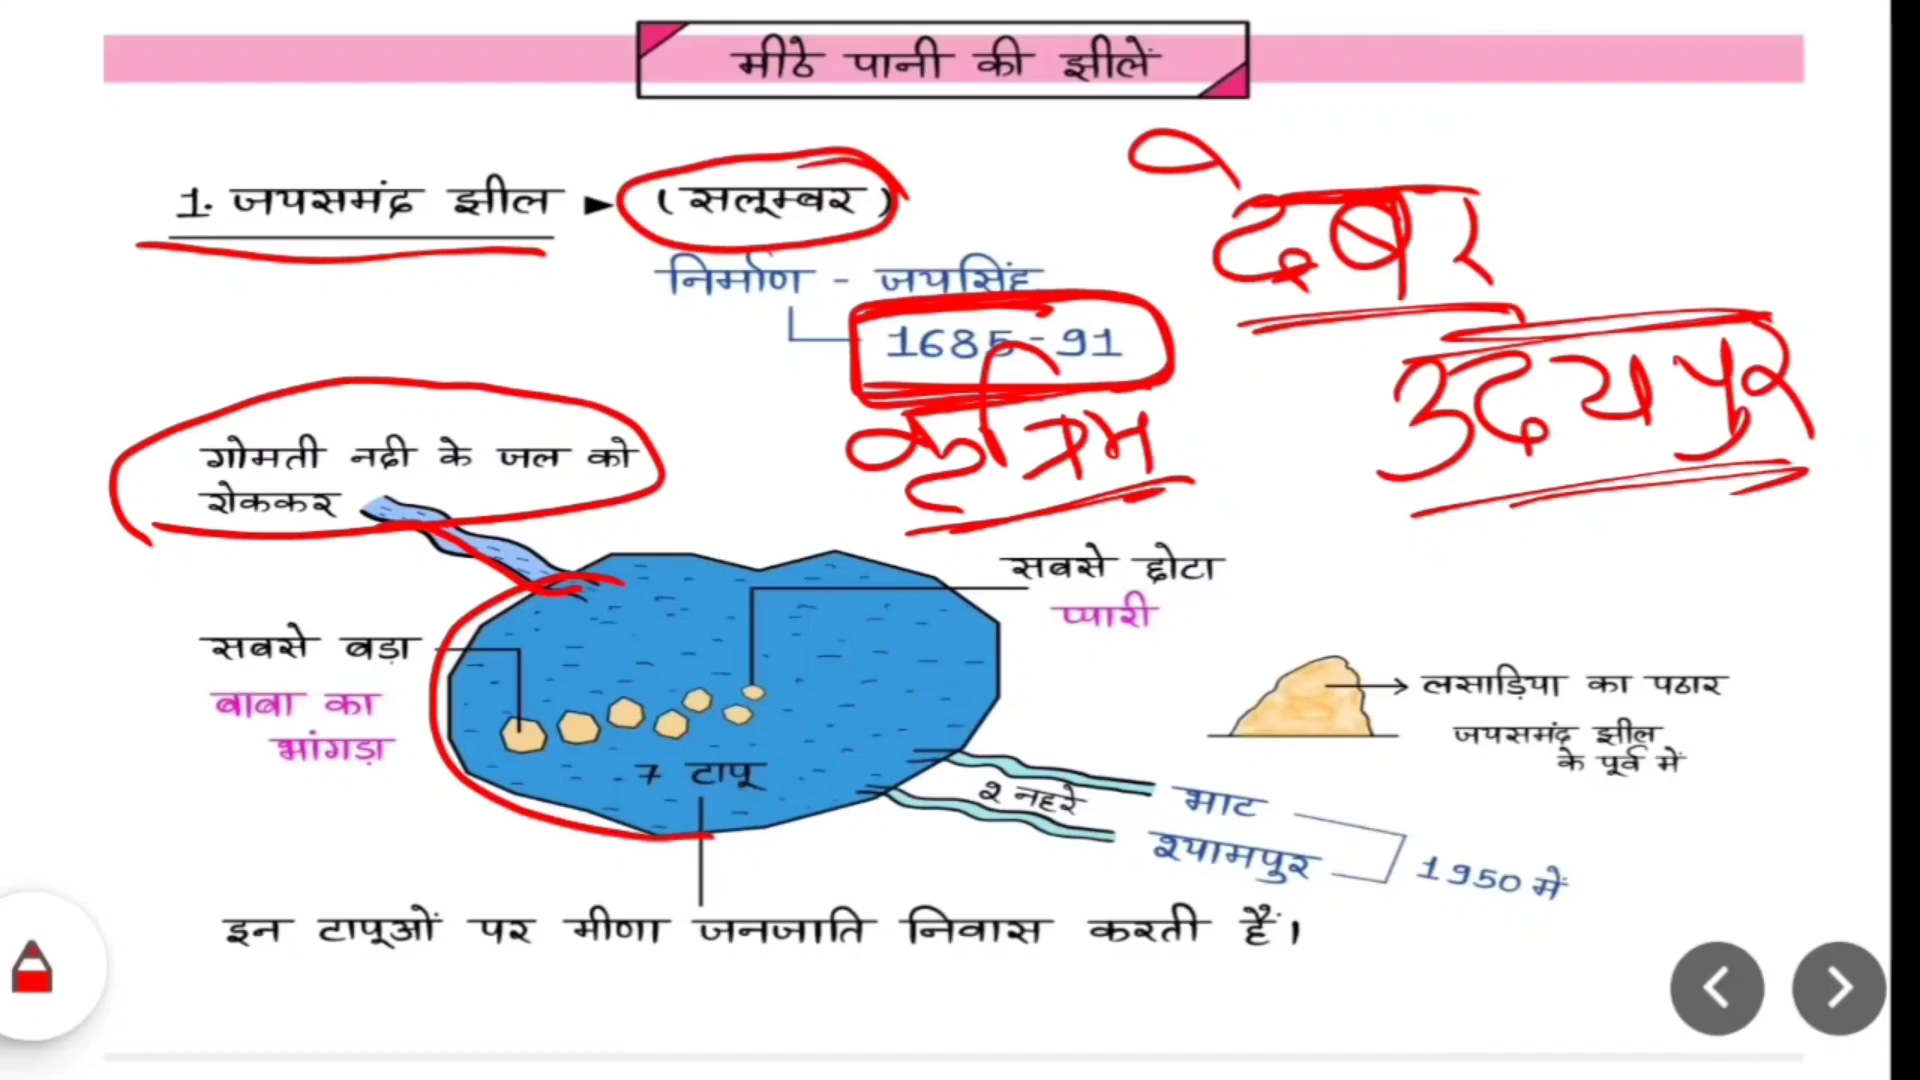 मीठे पानी की झीलें
1. जयसमंद झील ► (सलूम्बर)
ढेबर
निर्माण - जयसिंह
1685-91
उदयपुर
कृत्रिम
गोमती नदी के जल को
रोककर
सबसे छोटा
प्यारी
सबसे बड़ा
बाबा का
भांगड़ा
लसाड़िया का पठार
जयसमंद झील
के पूर्व में
7 टापू
2 नहरे
भाट
श्यामपुर
1950 में
इन टापूओं पर मीणा जनजाति निवास करती हैं।